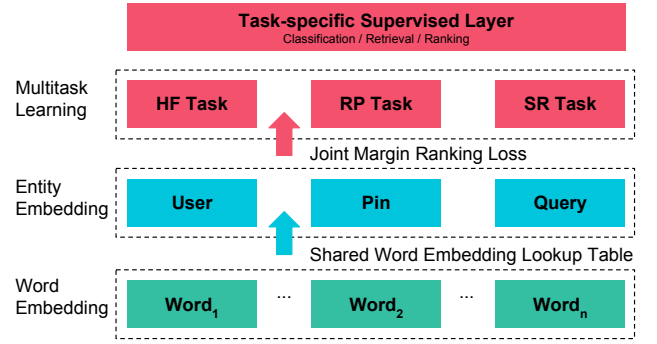 Task-specific Supervised Layer
Classification / Retrieval / Ranking
Multitask
Learning
HF Task
RP Task
SR Task
Joint Margin Ranking Loss
Entity
Embedding
User
Pin
Query
Shared Word Embedding Lookup Table
Word
Embedding
Word₁
...
Word₂
...
Wordₙ